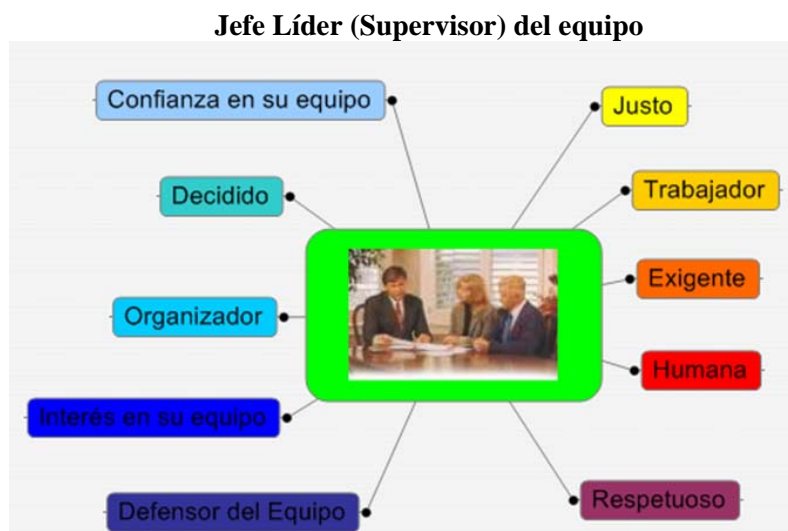 Jefe Líder (Supervisor) del equipo
Confianza en su equipo
Justo
Decidido
Trabajador
Organizador
Exigente
Interés en su equipo
Humana
Defensor del Equipo
Respetuoso